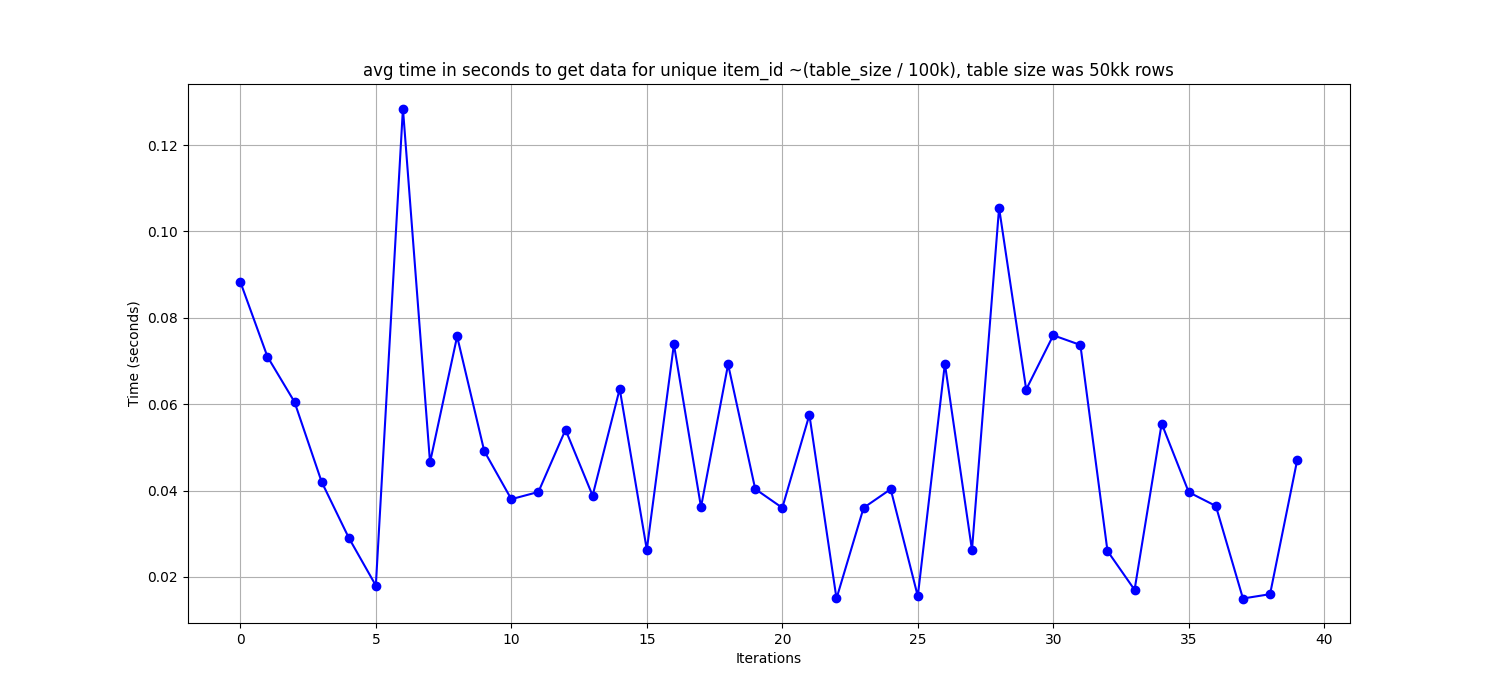 avg time in seconds to get data for unique item_id ~(table_size / 100k), table size was 50kk rows
0.12
0.10
0.08
0.06
0.04
0.02
Time (seconds)
0 5 10 15 20 25 30 35 40
Iterations